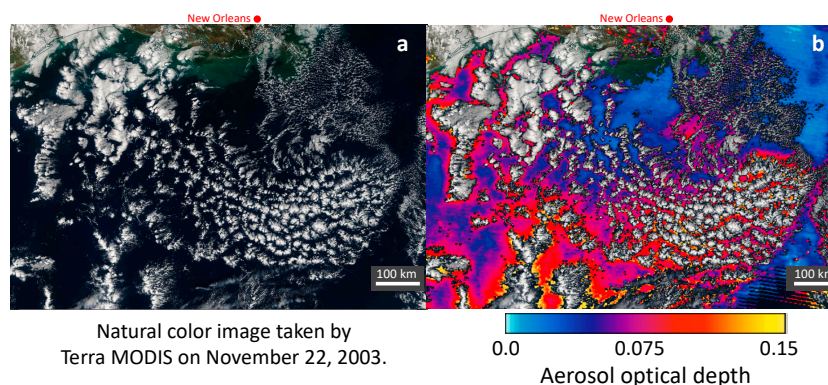 New Orleans
New Orleans
a
b
100 km
100 km
Natural color image taken by
Terra MODIS on November 22, 2003.
0.0
0.075
0.15
Aerosol optical depth